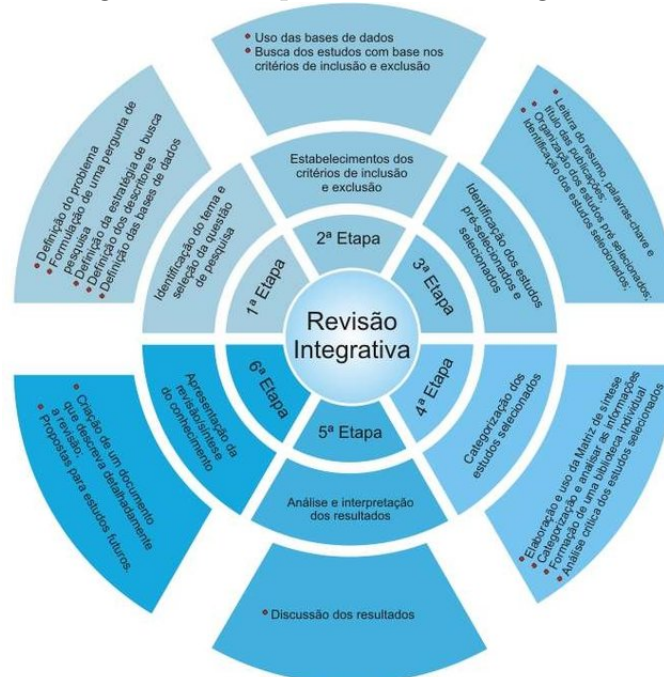 Revisão
Integrativa
1ª Etapa
Identificação do tema e
seleção da questão
de pesquisa
• Definição do problema
• Formulação de uma pergunta de
pesquisa
• Definição da estratégia de busca
• Definição dos descritores
• Definição das bases de dados
2ª Etapa
Estabelecimentos dos
critérios de inclusão
e exclusão
• Uso das bases de dados
• Busca dos estudos com base nos
critérios de inclusão e exclusão
3ª Etapa
Identificação dos estudos
pré-selecionados e
selecionados
• Leitura do resumo, palavras-chave e
título das publicações;
• Organização dos estudos pré selecionados;
Identificação dos estudos selecionados;
4ª Etapa
Categorização dos
estudos selecionados
• Elaboração e uso da Matriz de síntese
• Categorização e analisar as informações
• Formação de uma biblioteca individual
• Análise crítica dos estudos selecionados
5ª Etapa
Análise e interpretação
dos resultados
• Discussão dos resultados
6ª Etapa
Apresentação da
revisão/síntese
do conhecimento
• Criação de um documento
que descreva detalhadamente
a revisão;
• Propostas para estudos futuros.